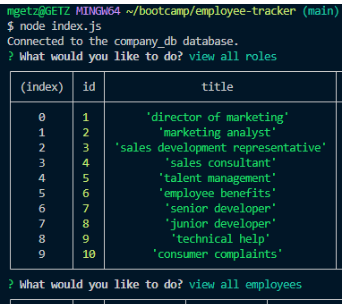 mgetz@GETZ MINGW64 ~/bootcamp/employee-tracker (main)
$ node index.js
Connected to the company_db database.
? What would you like to do? view all roles
(index) id title
0 1 'director of marketing'
1 2 'marketing analyst'
2 3 'sales development representative'
3 4 'sales consultant'
4 5 'talent management'
5 6 'employee benefits'
6 7 'senior developer'
7 8 'junior developer'
8 9 'technical help'
9 10 'consumer complaints'
? What would you like to do? view all employees